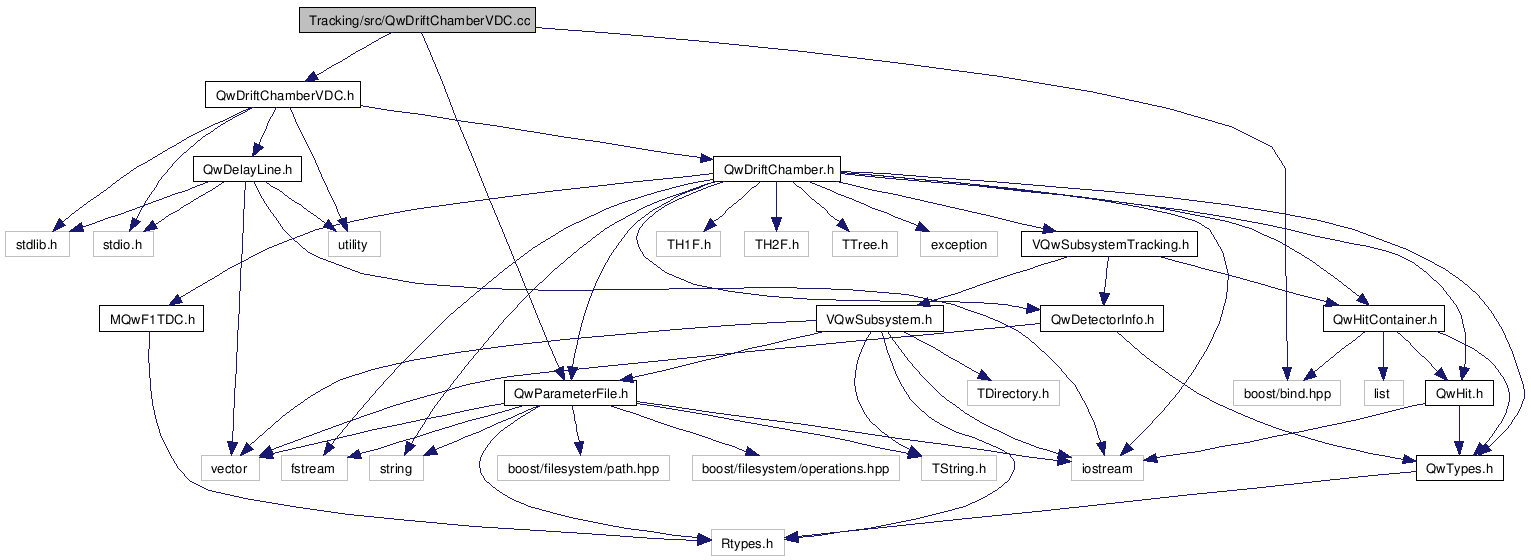 Tracking/src/QwDriftChamberVDC.cc
QwDriftChamberVDC.h
QwDelayLine.h
QwDriftChamber.h
stdlib.h
stdio.h
utility
TH1F.h
TH2F.h
TTree.h
exception
VQwSubsystemTracking.h
MQwF1TDC.h
VQwSubsystem.h
QwDetectorInfo.h
QwHitContainer.h
QwParameterFile.h
TDirectory.h
boost/bind.hpp
list
QwHit.h
vector
fstream
string
boost/filesystem/path.hpp
boost/filesystem/operations.hpp
TString.h
iostream
QwTypes.h
Rtypes.h